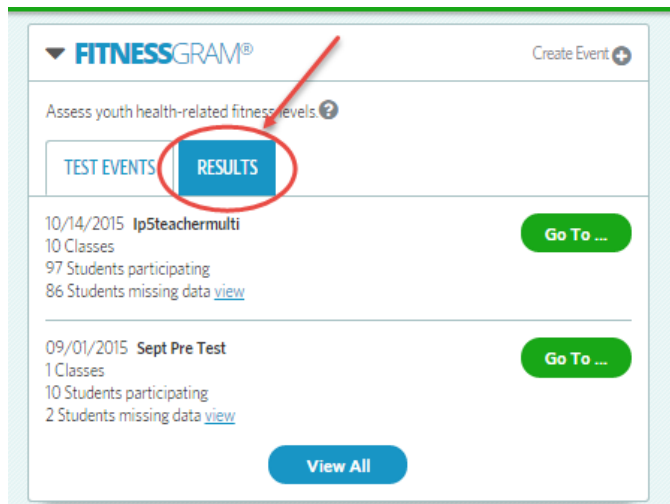 FITNESSGRAM® Create Event
Assess youth health-related fitness levels.
TEST EVENTS RESULTS
10/14/2015 lp5teachermulti Go To ...
10 Classes
97 Students participating
86 Students missing data view
09/01/2015 Sept Pre Test Go To ...
1 Classes
10 Students participating
2 Students missing data view
View All